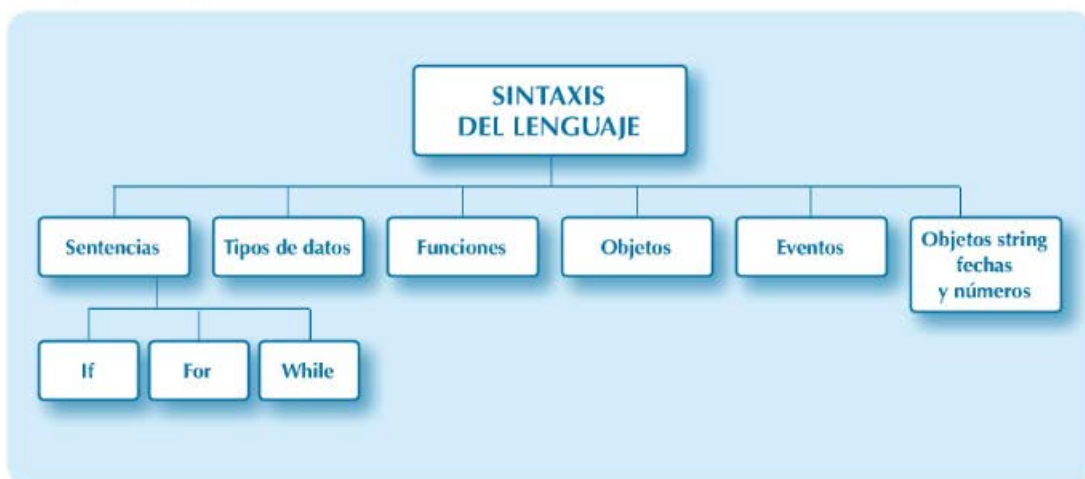 SINTAXIS
DEL LENGUAJE
Sentencias
Tipos de datos
Funciones
Objetos
Eventos
Objetos string
fechas
y números
If
For
While